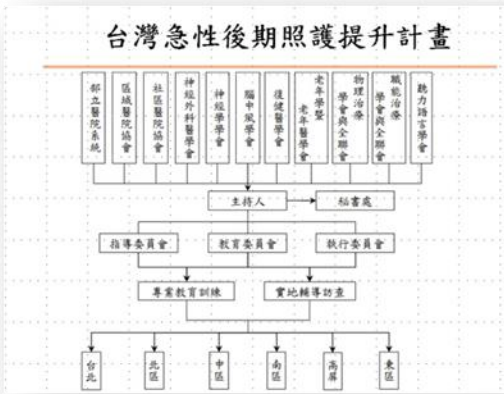 台灣急性後期照護提升計畫
部立醫院系統
區域醫院協會
社區醫院協會
神經外科醫學會
神經學學會
腦中風學會
復健醫學會
老年學暨
老年醫學會
物理治療
學會與全聯會
職能治療
學會與全聯會
聽力語言學會
主持人
秘書處
指導委員會
教育委員會
執行委員會
專業教育訓練
實地輔導訪查
台北
北區
中區
南區
高屏
東區